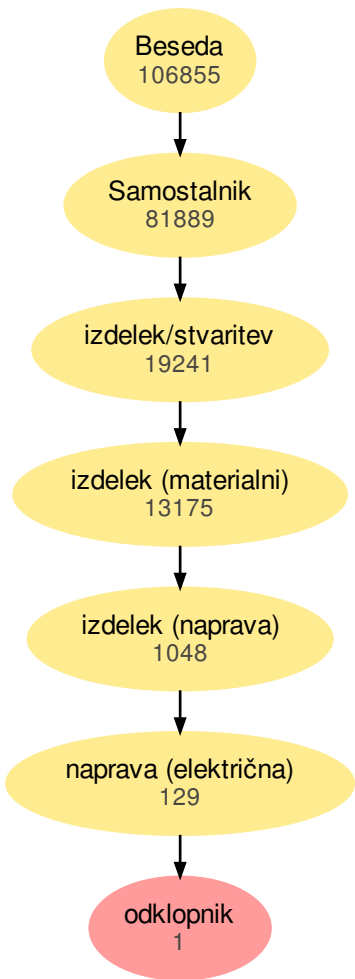 Beseda
106855
Samostalnik
81889
izdelek/stvaritev
19241
izdelek (materialni)
13175
izdelek (naprava)
1048
naprava (električna)
129
odklopnik
1